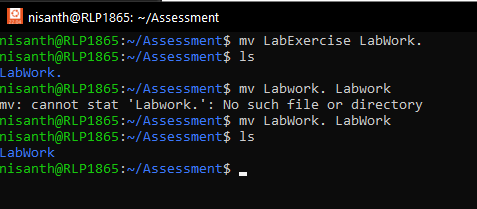 nisanth@RLP1865: ~/Assessment
nisanth@RLP1865:~/Assessment$ mv LabExercise LabWork.
nisanth@RLP1865:~/Assessment$ ls
LabWork.
nisanth@RLP1865:~/Assessment$ mv Labwork. Labwork
mv: cannot stat 'Labwork.': No such file or directory
nisanth@RLP1865:~/Assessment$ mv LabWork. LabWork
nisanth@RLP1865:~/Assessment$ ls
LabWork
nisanth@RLP1865:~/Assessment$